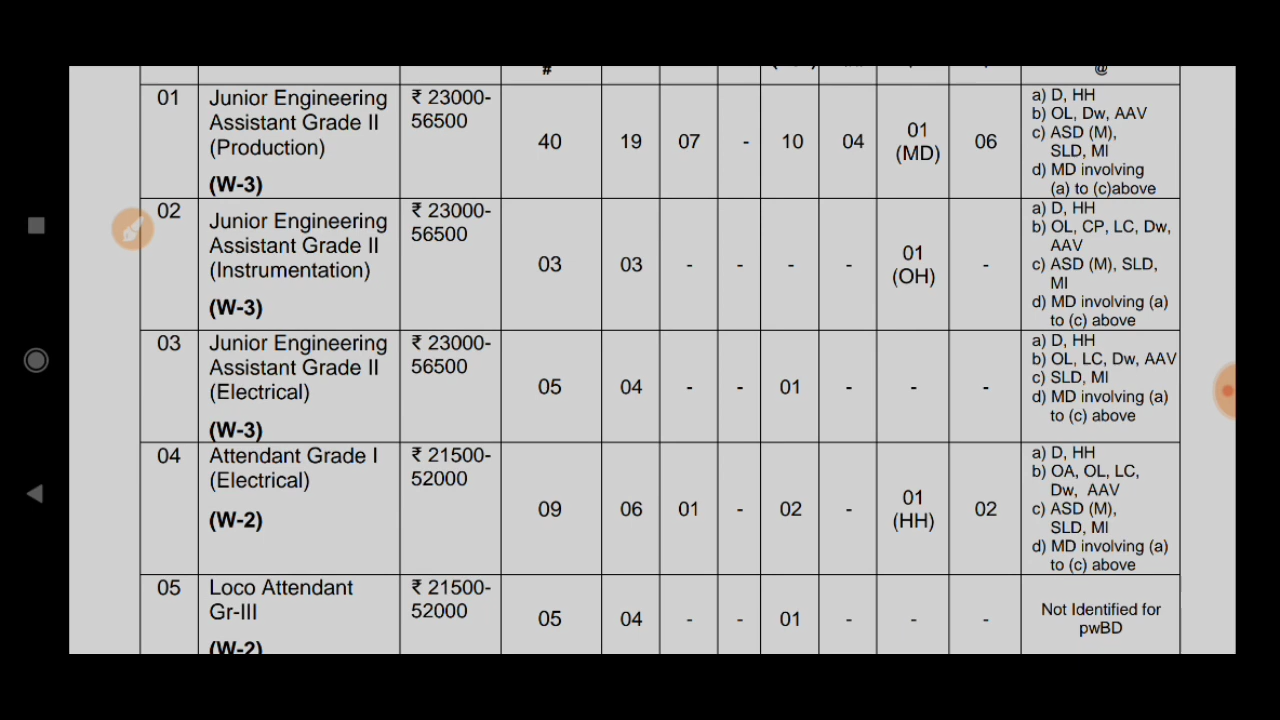 # @
01 Junior Engineering Assistant Grade II (Production) (W-3) ₹ 23000-56500 40 19 07 - 10 04 01 (MD) 06 a) D, HH
b) OL, Dw, AAV
c) ASD (M),
SLD, MI
d) MD involving
(a) to (c)above
02 Junior Engineering Assistant Grade II (Instrumentation) (W-3) ₹ 23000-56500 03 03 - - - - 01 (OH) - a) D, HH
b) OL, CP, LC, Dw,
AAV
c) ASD (M), SLD,
MI
d) MD involving (a)
to (c) above
03 Junior Engineering Assistant Grade II (Electrical) (W-3) ₹ 23000-56500 05 04 - - 01 - - - a) D, HH
b) OL, LC, Dw, AAV
c) SLD, MI
d) MD involving (a)
to (c) above
04 Attendant Grade I (Electrical) (W-2) ₹ 21500-52000 09 06 01 - 02 - 01 (HH) 02 a) D, HH
b) OA, OL, LC,
Dw, AAV
c) ASD (M),
SLD, MI
d) MD involving (a)
to (c) above
05 Loco Attendant Gr-III (W-2) ₹ 21500-52000 05 04 - - 01 - - - Not Identified for
pwBD